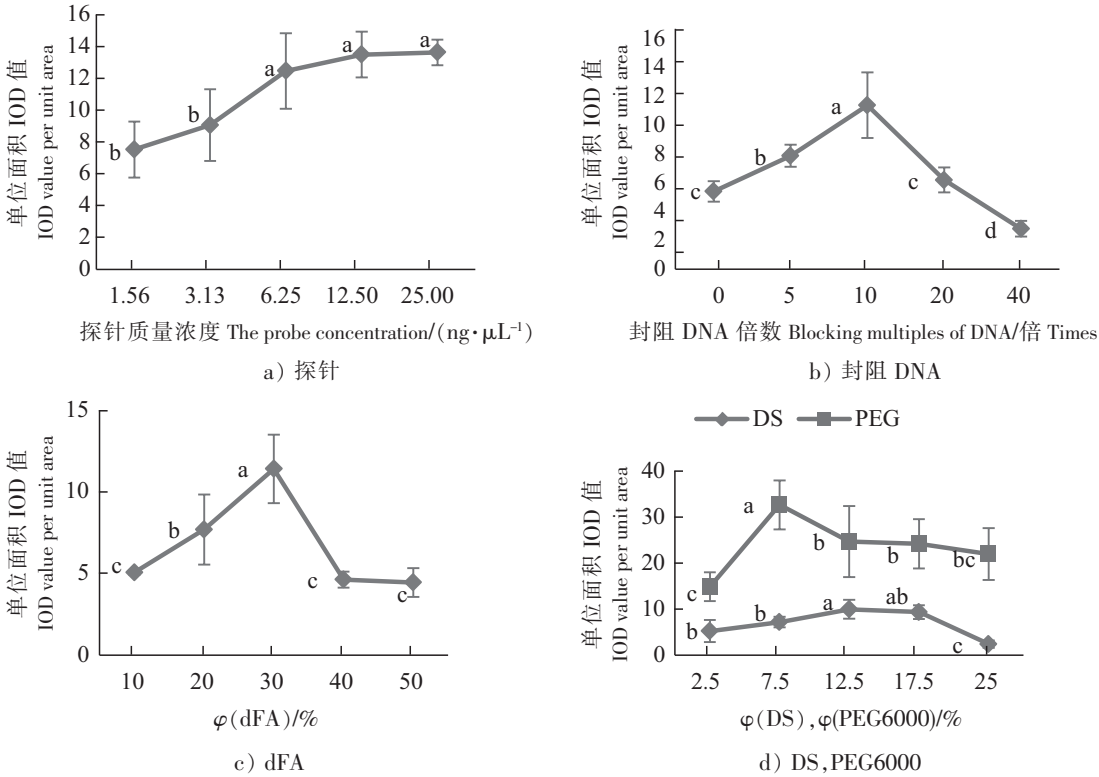 单位面积 IOD 值
IOD value per unit area
16
14
12
10
8
6
4
2
0
b
b
a
a
a
1.56 3.13 6.25 12.50 25.00
探针质量浓度 The probe concentration/(ng·μL⁻¹)
a）探针
单位面积 IOD 值
IOD value per unit area
16
14
12
10
8
6
4
2
0
c
b
a
c
d
0 5 10 20 40
封阻 DNA 倍数 Blocking multiples of DNA/倍 Times
b）封阻 DNA
单位面积 IOD 值
IOD value per unit area
15
10
5
0
c
b
a
c
c
10 20 30 40 50
φ(dFA)/%
c）dFA
DS PEG
单位面积 IOD 值
IOD value per unit area
40
30
20
10
0
c
a
b
b
bc
b
b
a
ab
c
2.5 7.5 12.5 17.5 25
φ(DS),φ(PEG6000)/%
d）DS,PEG6000